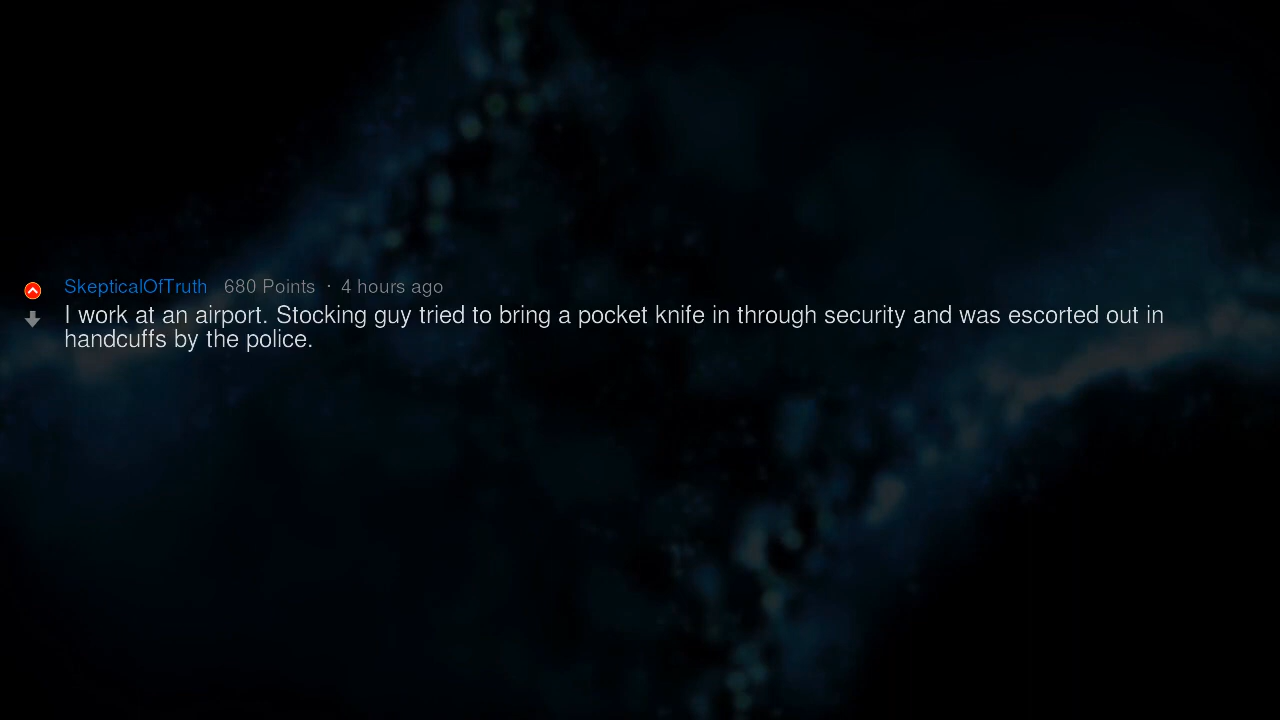 SkepticalOfTruth 680 Points · 4 hours ago
I work at an airport. Stocking guy tried to bring a pocket knife in through security and was escorted out in
handcuffs by the police.